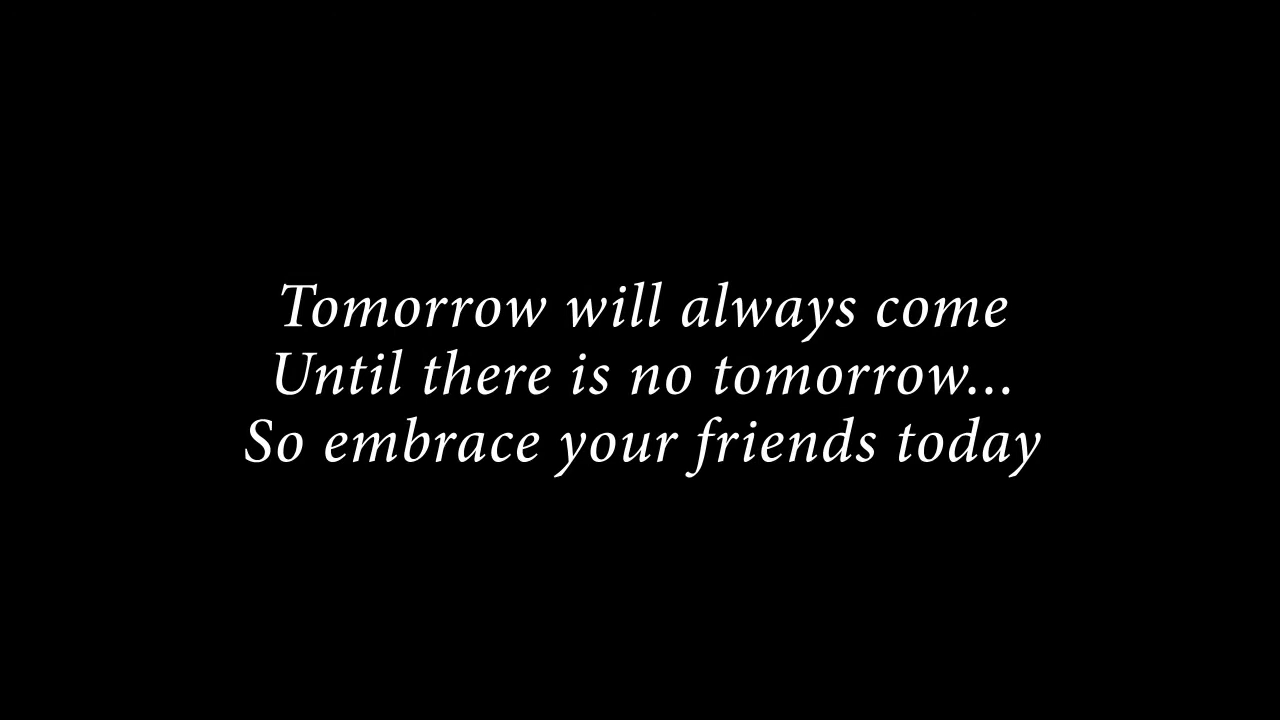 Tomorrow will always come
Until there is no tomorrow...
So embrace your friends today